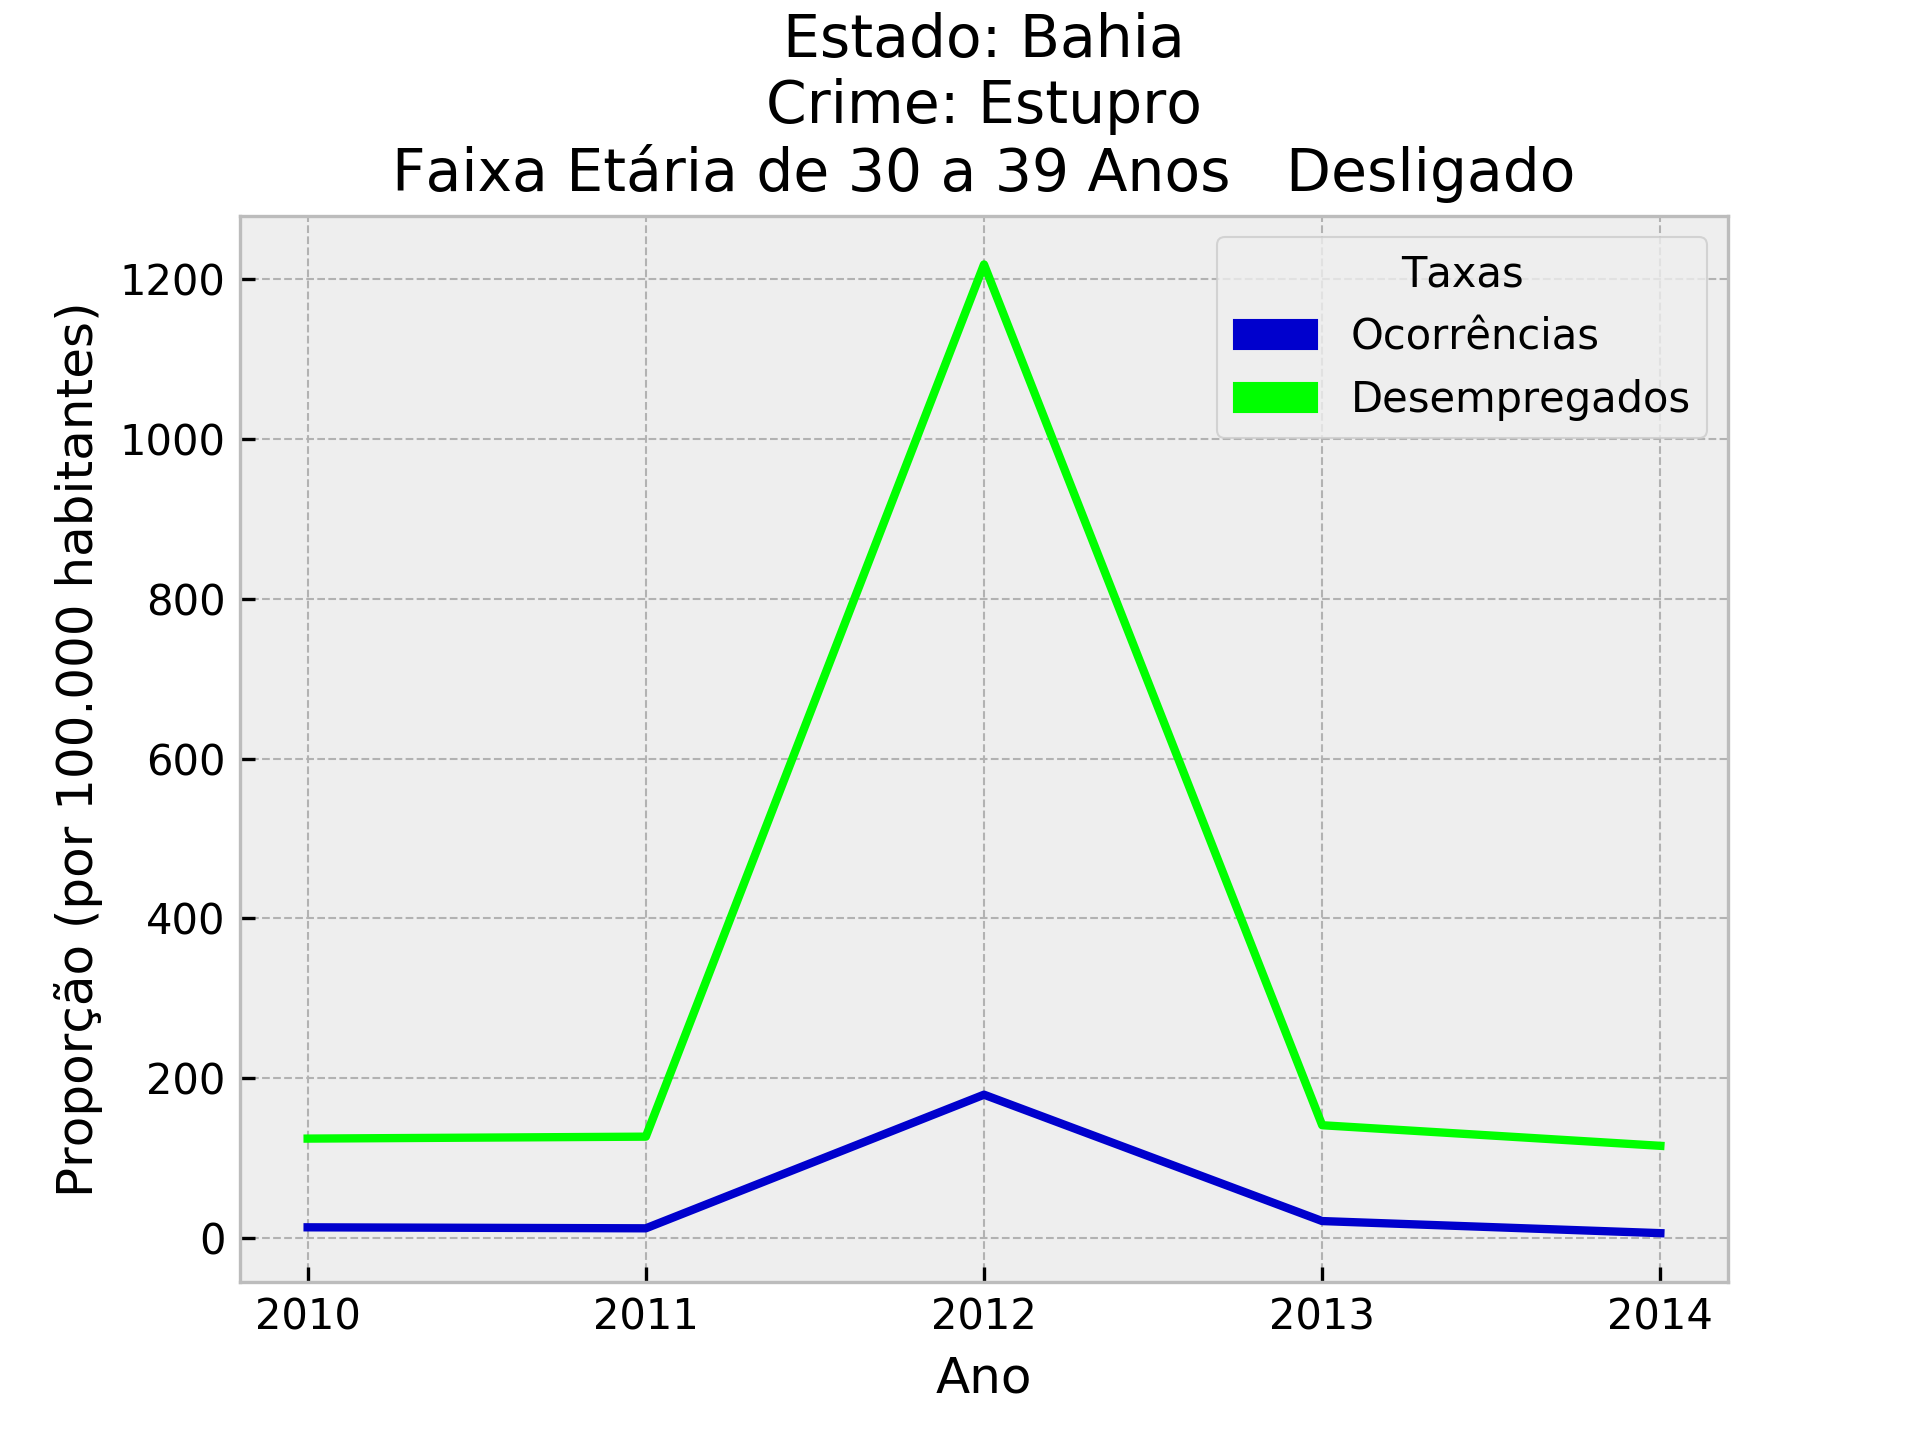 Estado: Bahia
Crime: Estupro
Faixa Etária de 30 a 39 Anos   Desligado
Taxas
Ocorrências
Desempregados
Proporção (por 100.000 habitantes)
1200
1000
800
600
400
200
0
2010 2011 2012 2013 2014
Ano